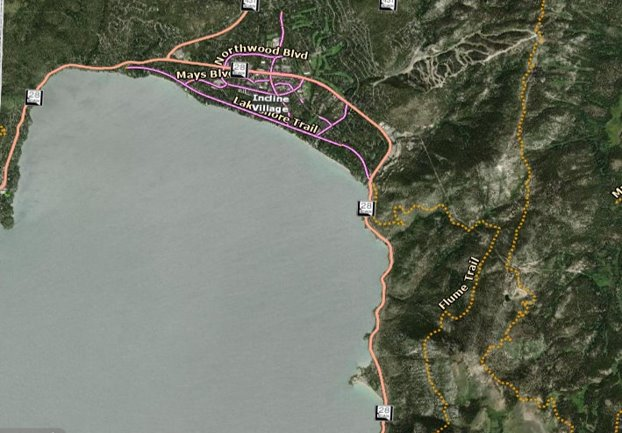 Northwood Blvd
28
Mays Blvd
28
Incline
Village
Lakeshore Trail
28
Flume Trail
28